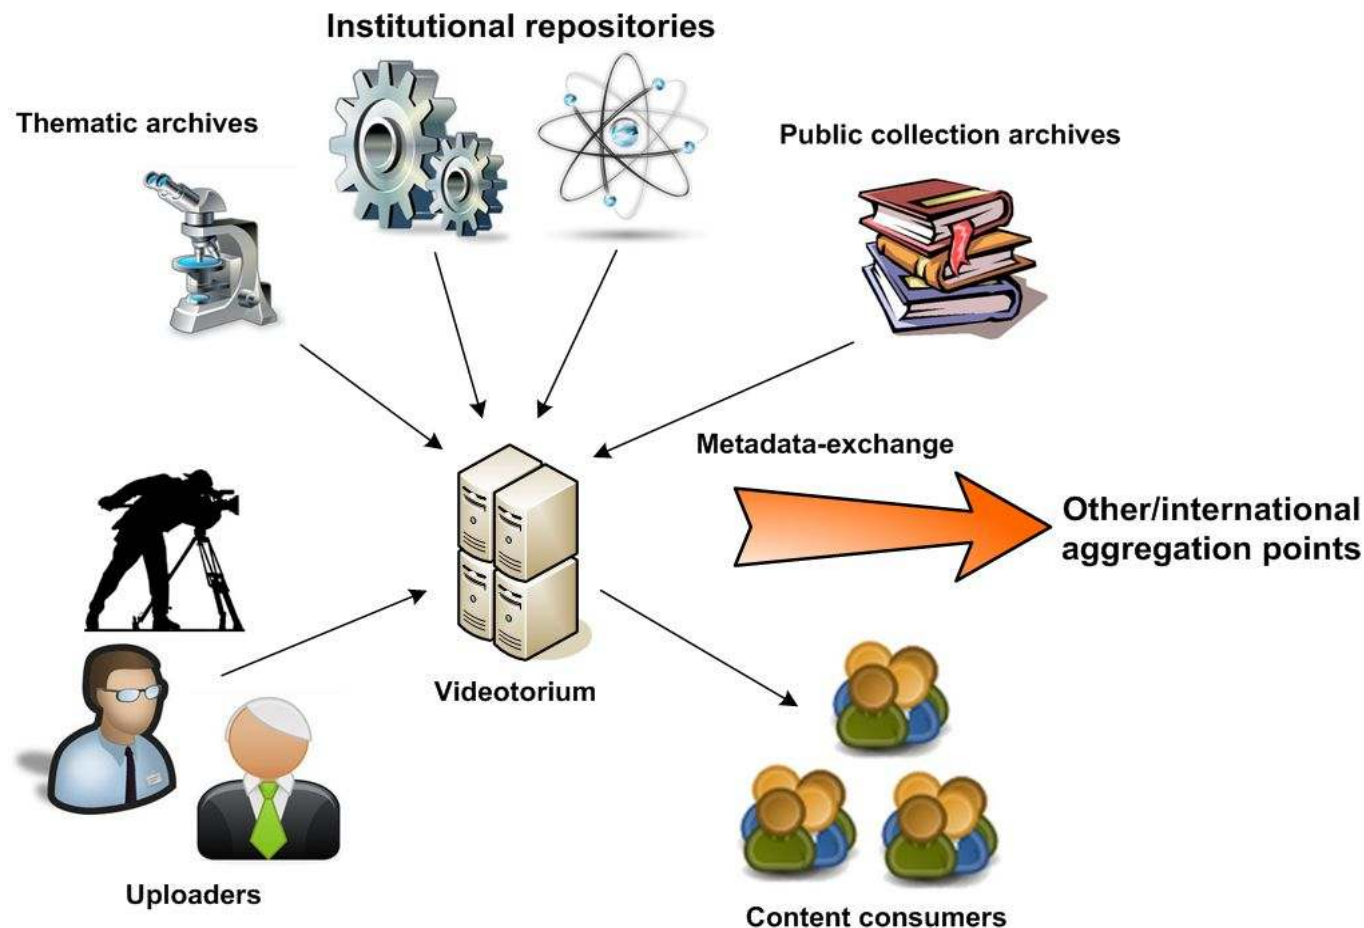 Institutional repositories
Thematic archives
Public collection archives
Metadata-exchange
Other/international
aggregation points
Videotorium
Uploaders
Content consumers